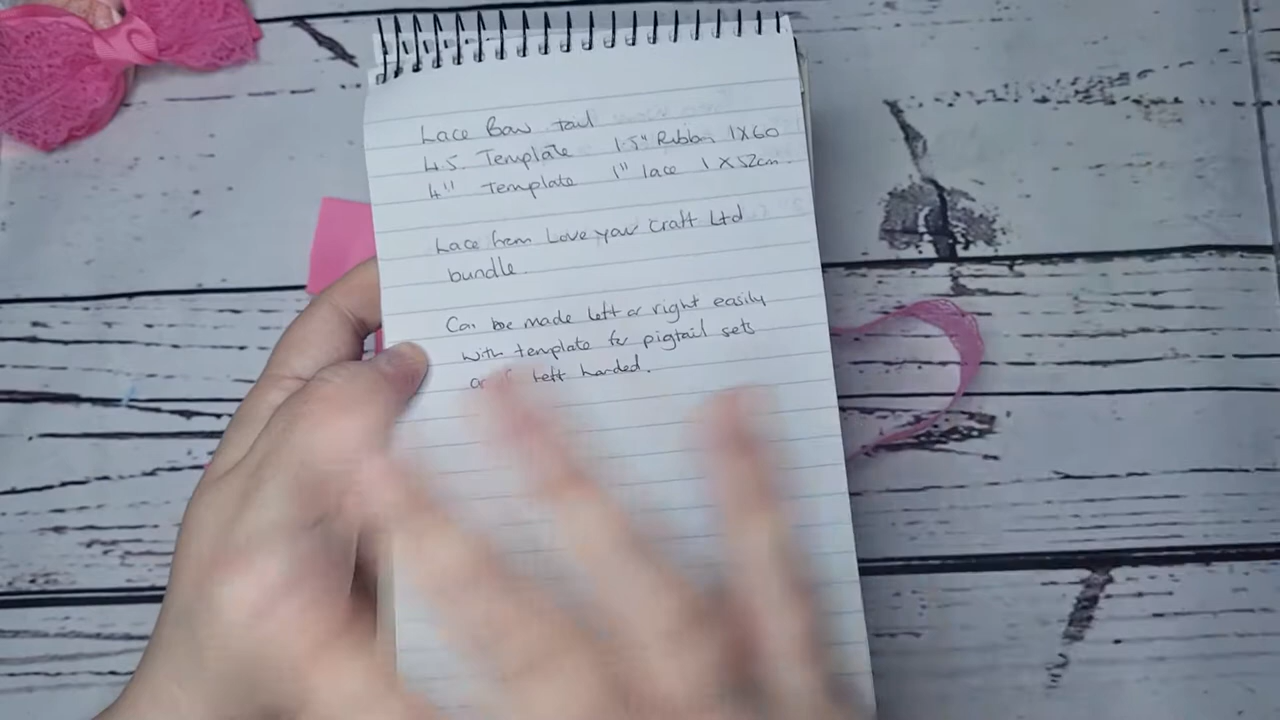 Lace Bow tail
4.5. Template 1.5" Ribbon 1X60
4" Template 1" lace 1 X 52cm.
Lace from Love your Craft Ltd
bundle.
Can be made left or right easily
with template for pigtail sets
left handed.